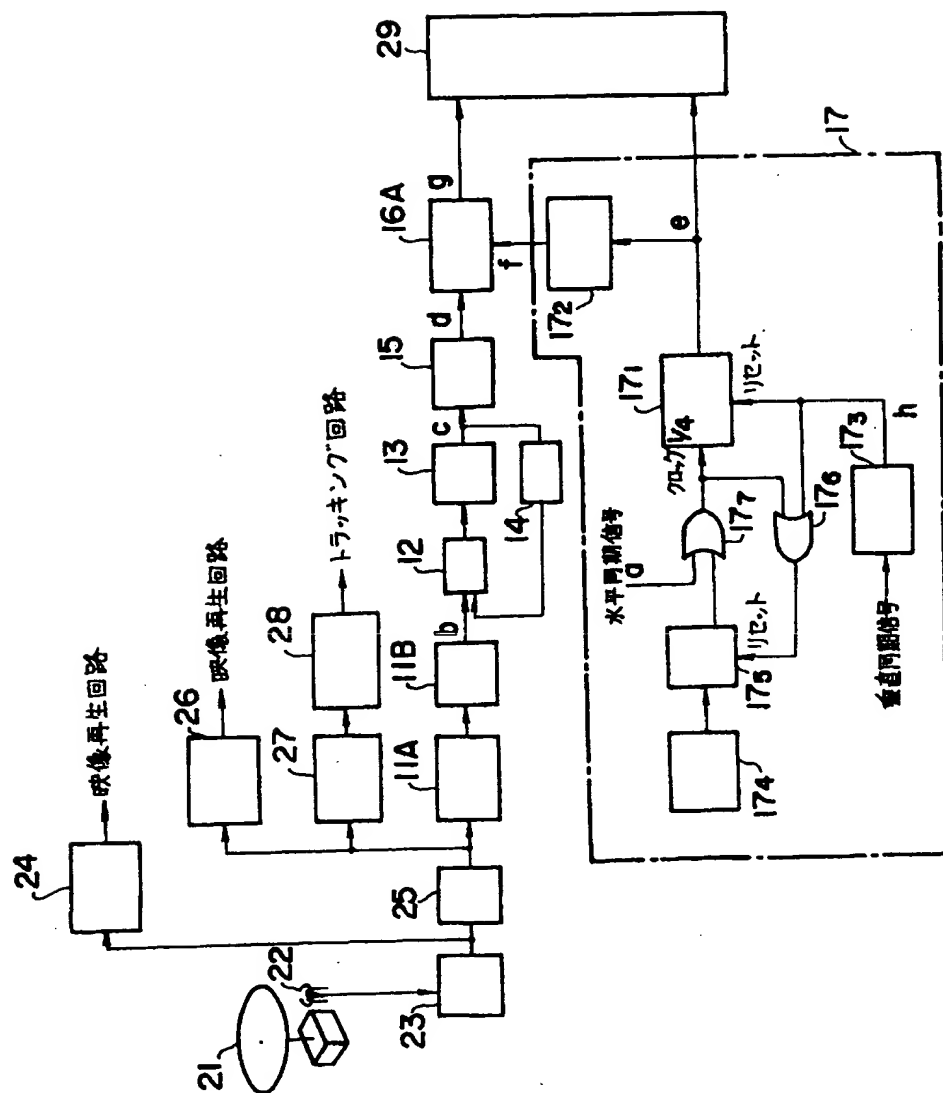 24
映像再生回路
26
映像再生回路
28
トラッキング回路
27
21
22
23
25
11A
11B
b
12
13
14
c
15
d
16A
g
29
f
17
172
e
水平同期信号
a
クロック
1/4
171
リセット
177
176
リセット
175
174
173
h
垂直同期信号